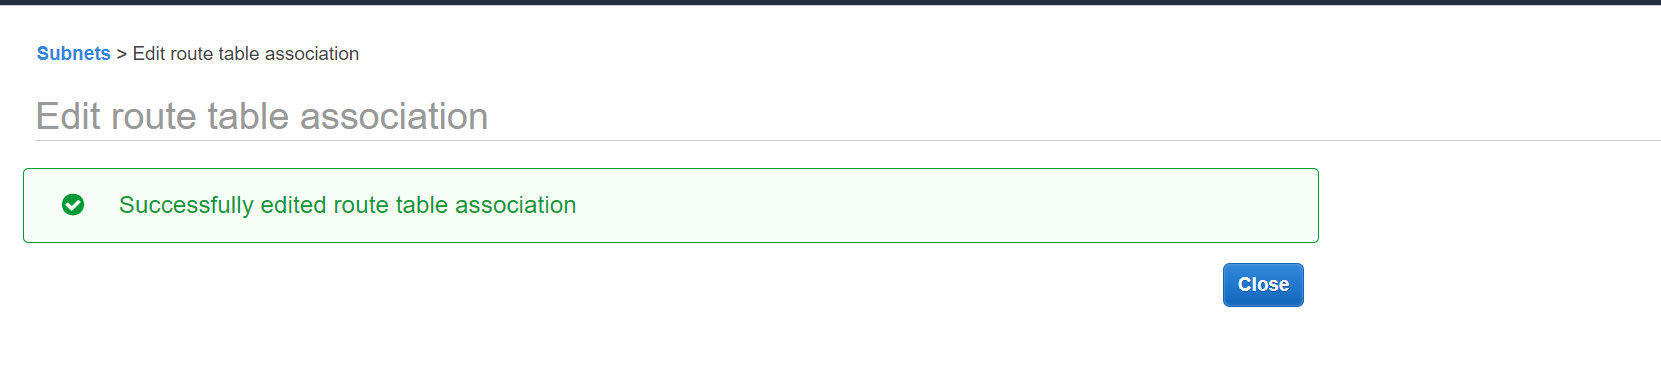 Subnets > Edit route table association
Edit route table association
Successfully edited route table association
Close